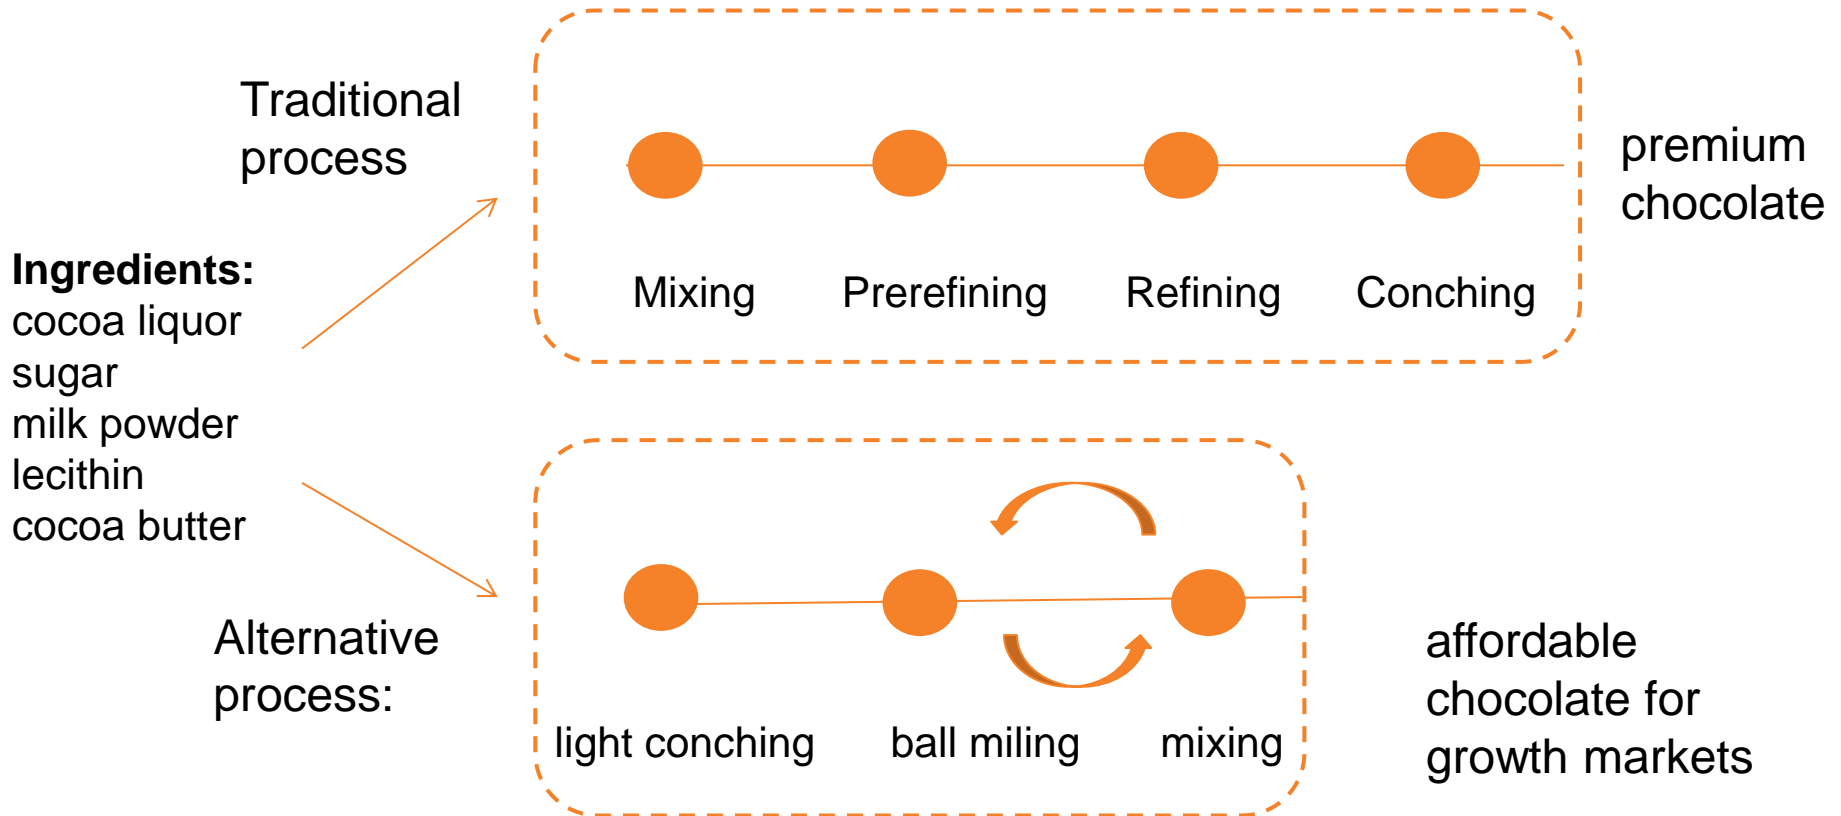 Traditional
process
premium
chocolate
Mixing
Prerefining
Refining
Conching
Ingredients:
cocoa liquor
sugar
milk powder
lecithin
cocoa butter
Alternative
process:
light conching
ball miling
mixing
affordable
chocolate for
growth markets